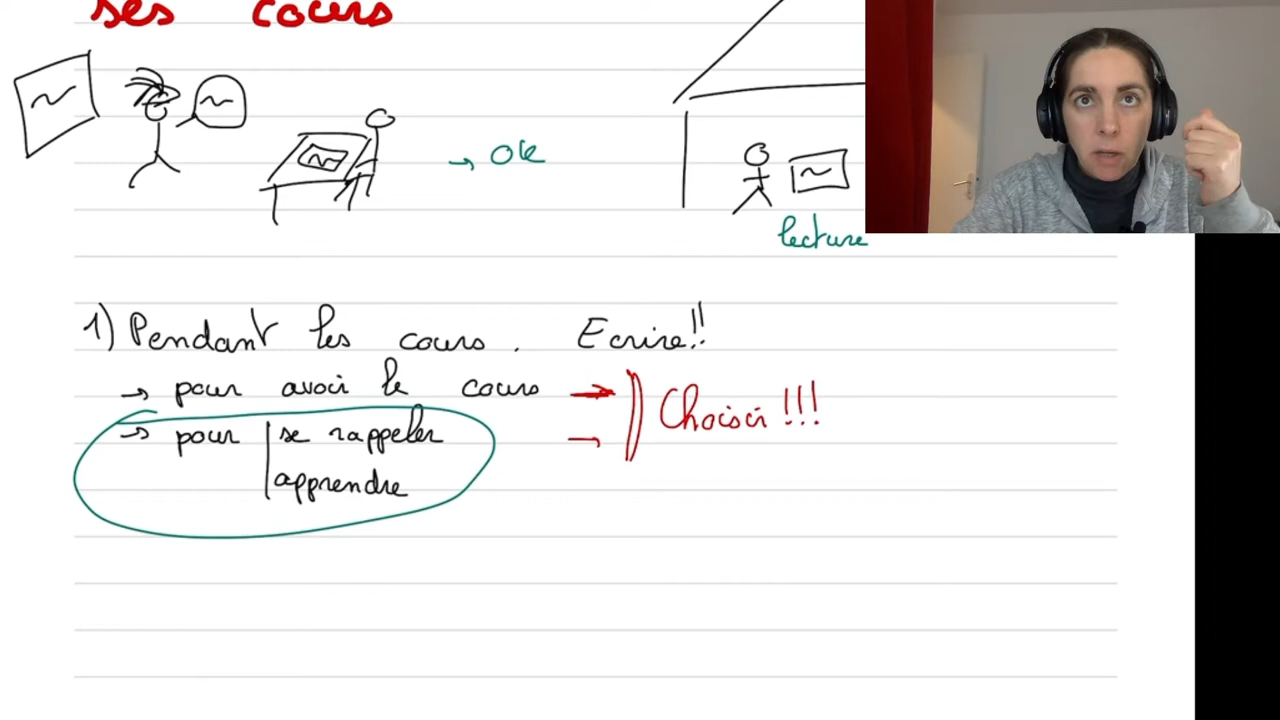 ses cours
→ ok
lecture
1) Pendant les cours. Ecrire!!
→ pour avoir le cours → Choisir !!!
→ pour se rappeler →
apprendre